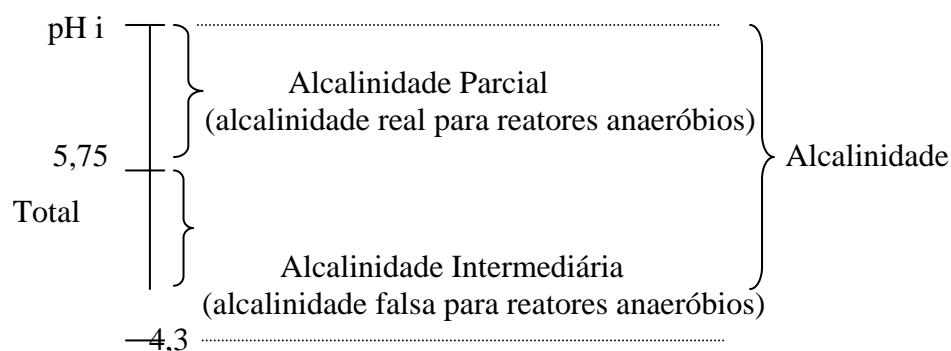 pH i
Alcalinidade Parcial
(alcalinidade real para reatores anaeróbios)
5,75
Alcalinidade
Total
Alcalinidade Intermediária
(alcalinidade falsa para reatores anaeróbios)
4,3